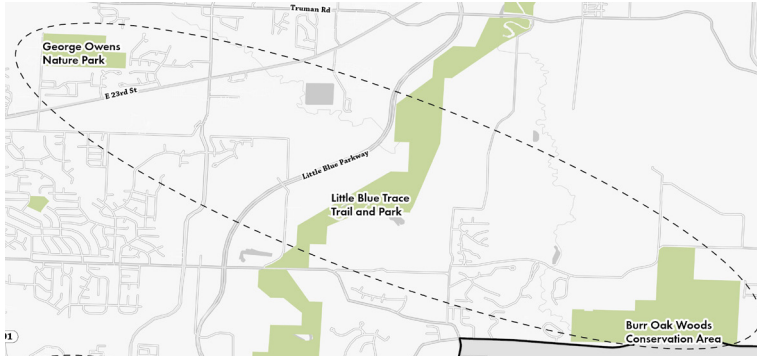 Truman Rd
George Owens
Nature Park
E 23rd St
Little Blue Parkway
Little Blue Trace
Trail and Park
Burr Oak Woods
Conservation Area